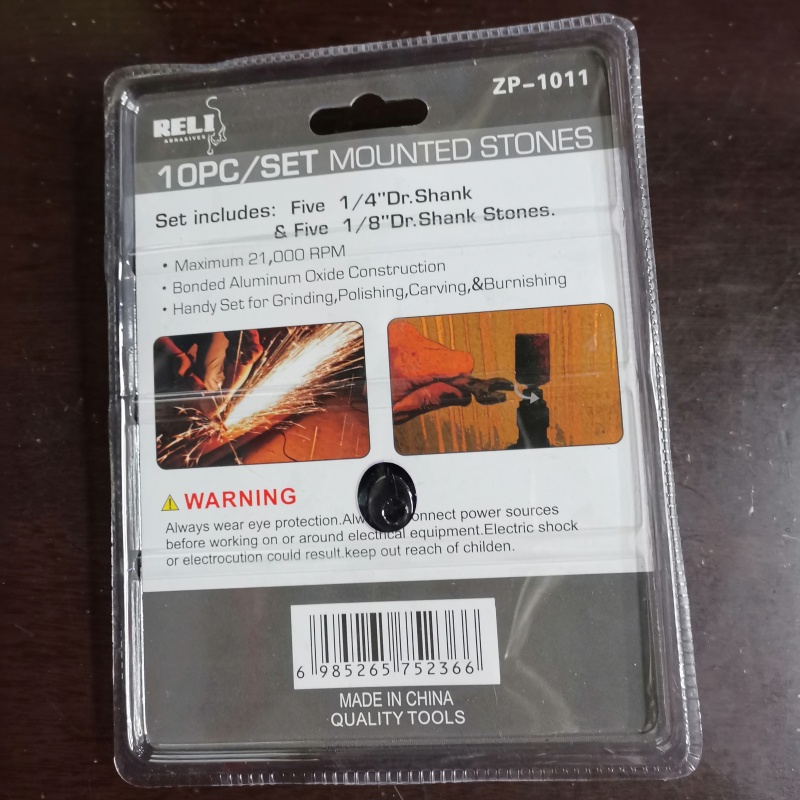 ZP-1011
RELI
ABRASIVES
10PC/SET MOUNTED STONES
Set includes: Five 1/4"Dr.Shank
& Five 1/8"Dr.Shank Stones.
• Maximum 21,000 RPM
• Bonded Aluminum Oxide Construction
• Handy Set for Grinding,Polishing,Carving,&Burnishing
WARNING
Always wear eye protection. power sources
before working on or around electrical equipment.Electric shock
or electrocution could result.keep out reach of childen.
6 985265 752366
MADE IN CHINA
QUALITY TOOLS